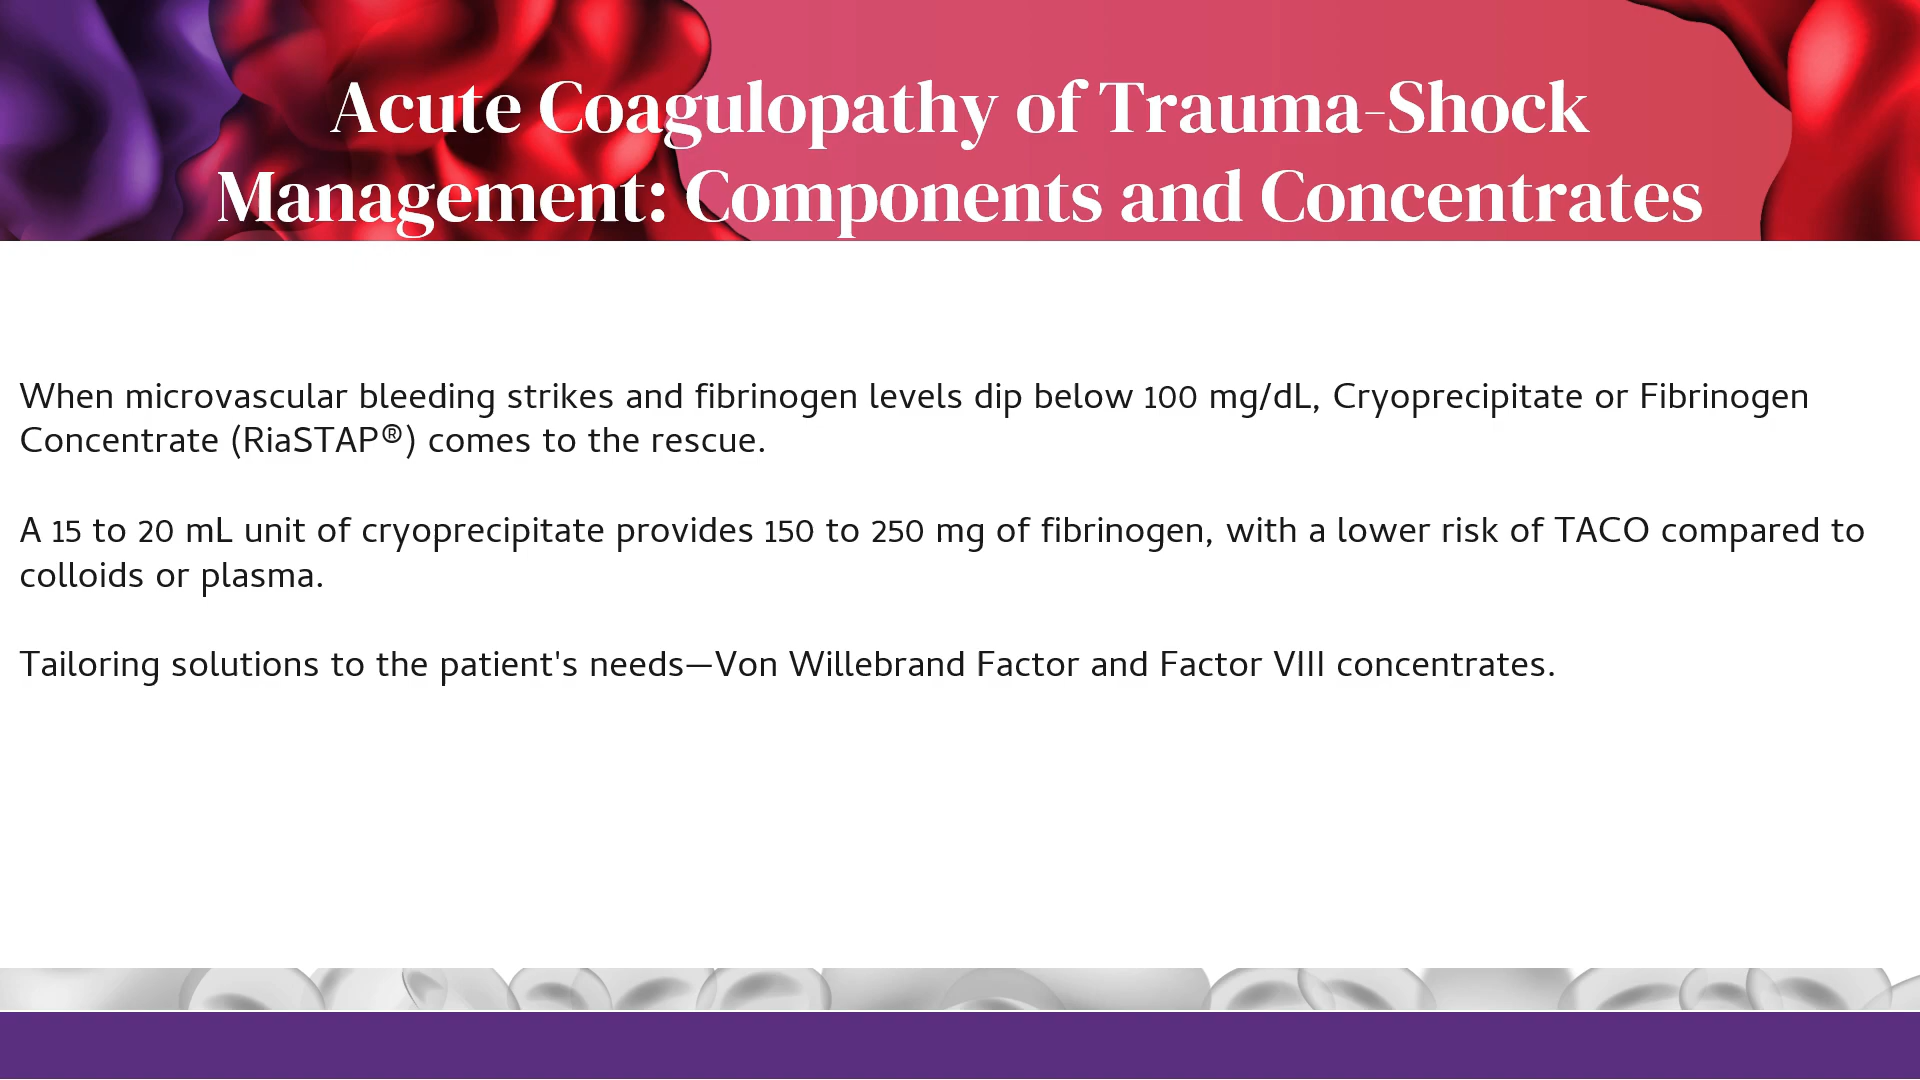 Acute Coagulopathy of Trauma-Shock
Management: Components and Concentrates
When microvascular bleeding strikes and fibrinogen levels dip below 100 mg/dL, Cryoprecipitate or Fibrinogen
Concentrate (RiaSTAP®) comes to the rescue.
A 15 to 20 mL unit of cryoprecipitate provides 150 to 250 mg of fibrinogen, with a lower risk of TACO compared to
colloids or plasma.
Tailoring solutions to the patient's needs—Von Willebrand Factor and Factor VIII concentrates.